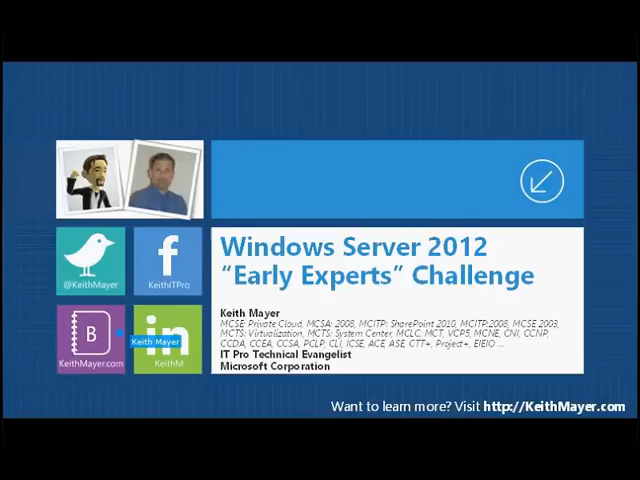 Windows Server 2012
“Early Experts” Challenge
@KeithMayer
f
KeithITPro
Keith Mayer
MCSE: Private Cloud, MCSA: 2008, MCITP: SharePoint 2010, MCITP:2008, MCSE 2003,
MCTS: Virtualization, MCTS: System Center, MCLC, MCT, VCP5, MCNE, CNI, CCNP,
CCDA, CCEA, CCSA, PCLP, CLI, ICSE, ACE, ASE, CTT+, Project+, EIEIO ...
IT Pro Technical Evangelist
Microsoft Corporation
B
KeithMayer.com
in
Keith Mayer
KeithM
Want to learn more? Visit http://KeithMayer.com